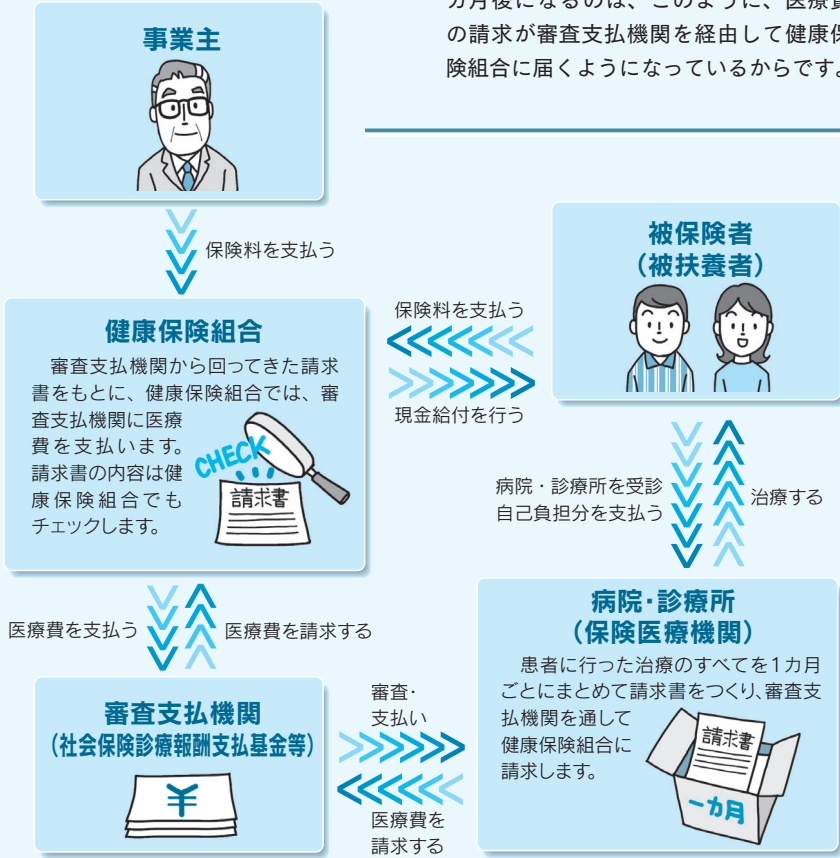 カ月後になるのは、このように、医療費
の請求が審査支払機関を経由して健康保
険組合に届くようになっているからです。
事業主
保険料を支払う
被保険者
（被扶養者）
健康保険組合
審査支払機関から回ってきた請求
書をもとに、健康保険組合では、審
査支払機関に医療
費を支払います。
請求書の内容は健
康保険組合でも
チェックします。
CHECK
請求書
保険料を支払う
現金給付を行う
病院・診療所を受診
自己負担分を支払う
治療する
医療費を支払う
医療費を請求する
審査支払機関
（社会保険診療報酬支払基金等）
¥
審査・
支払い
医療費を
請求する
病院・診療所
（保険医療機関）
患者に行った治療のすべてを1カ月
ごとにまとめて請求書をつくり、審査支
払機関を通して
健康保険組合に
請求します。
請求書
一カ月